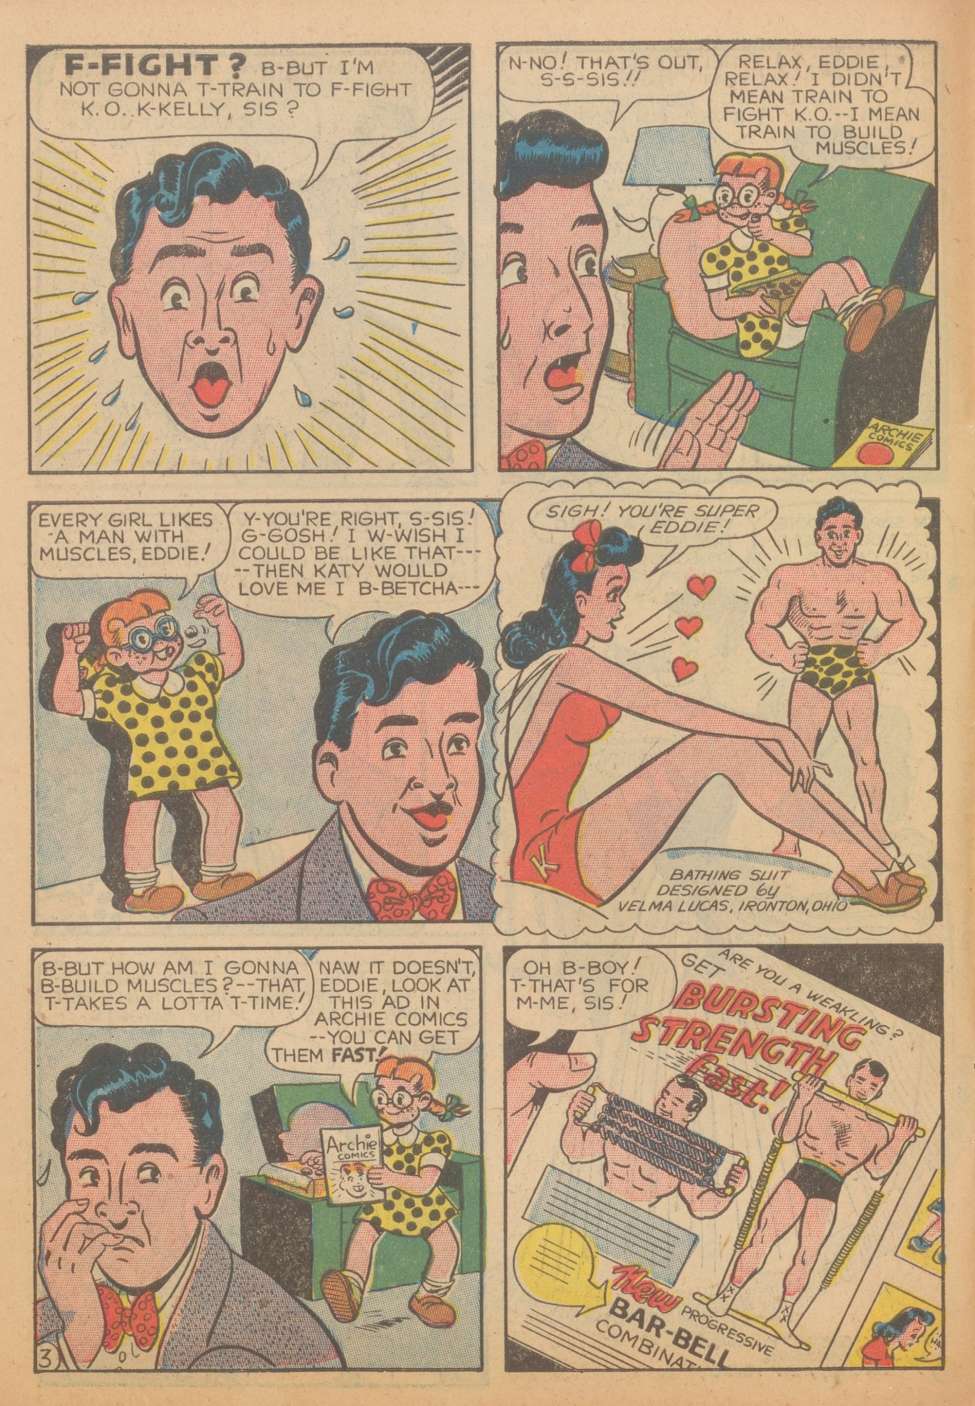 F-FIGHT? B-BUT I'M
NOT GONNA T-TRAIN TO F-FIGHT
K.O. K-KELLY, SIS?
N-NO! THAT'S OUT,
S-S-SIS!!
RELAX, EDDIE,
RELAX! I DIDN'T
MEAN TRAIN TO
FIGHT K.O.--I MEAN
TRAIN TO BUILD
MUSCLES!
ARCHIE
COMICS
EVERY GIRL LIKES
A MAN WITH
MUSCLES, EDDIE!
Y-YOU'RE RIGHT, S-SIS!
G-GOSH! I W-WISH I
COULD BE LIKE THAT---
--THEN KATY WOULD
LOVE ME I B-BETCHA---
SIGH! YOU'RE SUPER
EDDIE!
K
BATHING SUIT
DESIGNED by
VELMA LUCAS, IRONTON, OHIO
B-BUT HOW AM I GONNA
B-BUILD MUSCLES?--THAT
T-TAKES A LOTTA T-TIME!
NAW IT DOESN'T,
EDDIE, LOOK AT
THIS AD IN
ARCHIE COMICS
--YOU CAN GET
THEM FAST!
Archie
COMICS
3
OH B-BOY!
T-THAT'S FOR
M-ME, SIS!
ARE YOU A WEAKLING?
GET
BURSTING
STRENGTH
fast!
New
PROGRESSIVE
BAR-BELL
COMBINAT